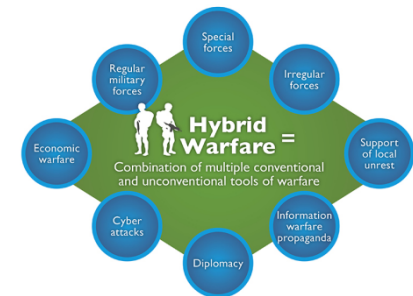 Special
forces
Regular
military
forces
Irregular
forces
Hybrid
Warfare =
Combination of multiple conventional
and unconventional tools of warfare
Economic
warfare
Support
of local
unrest
Cyber
attacks
Information
warfare
propaganda
Diplomacy